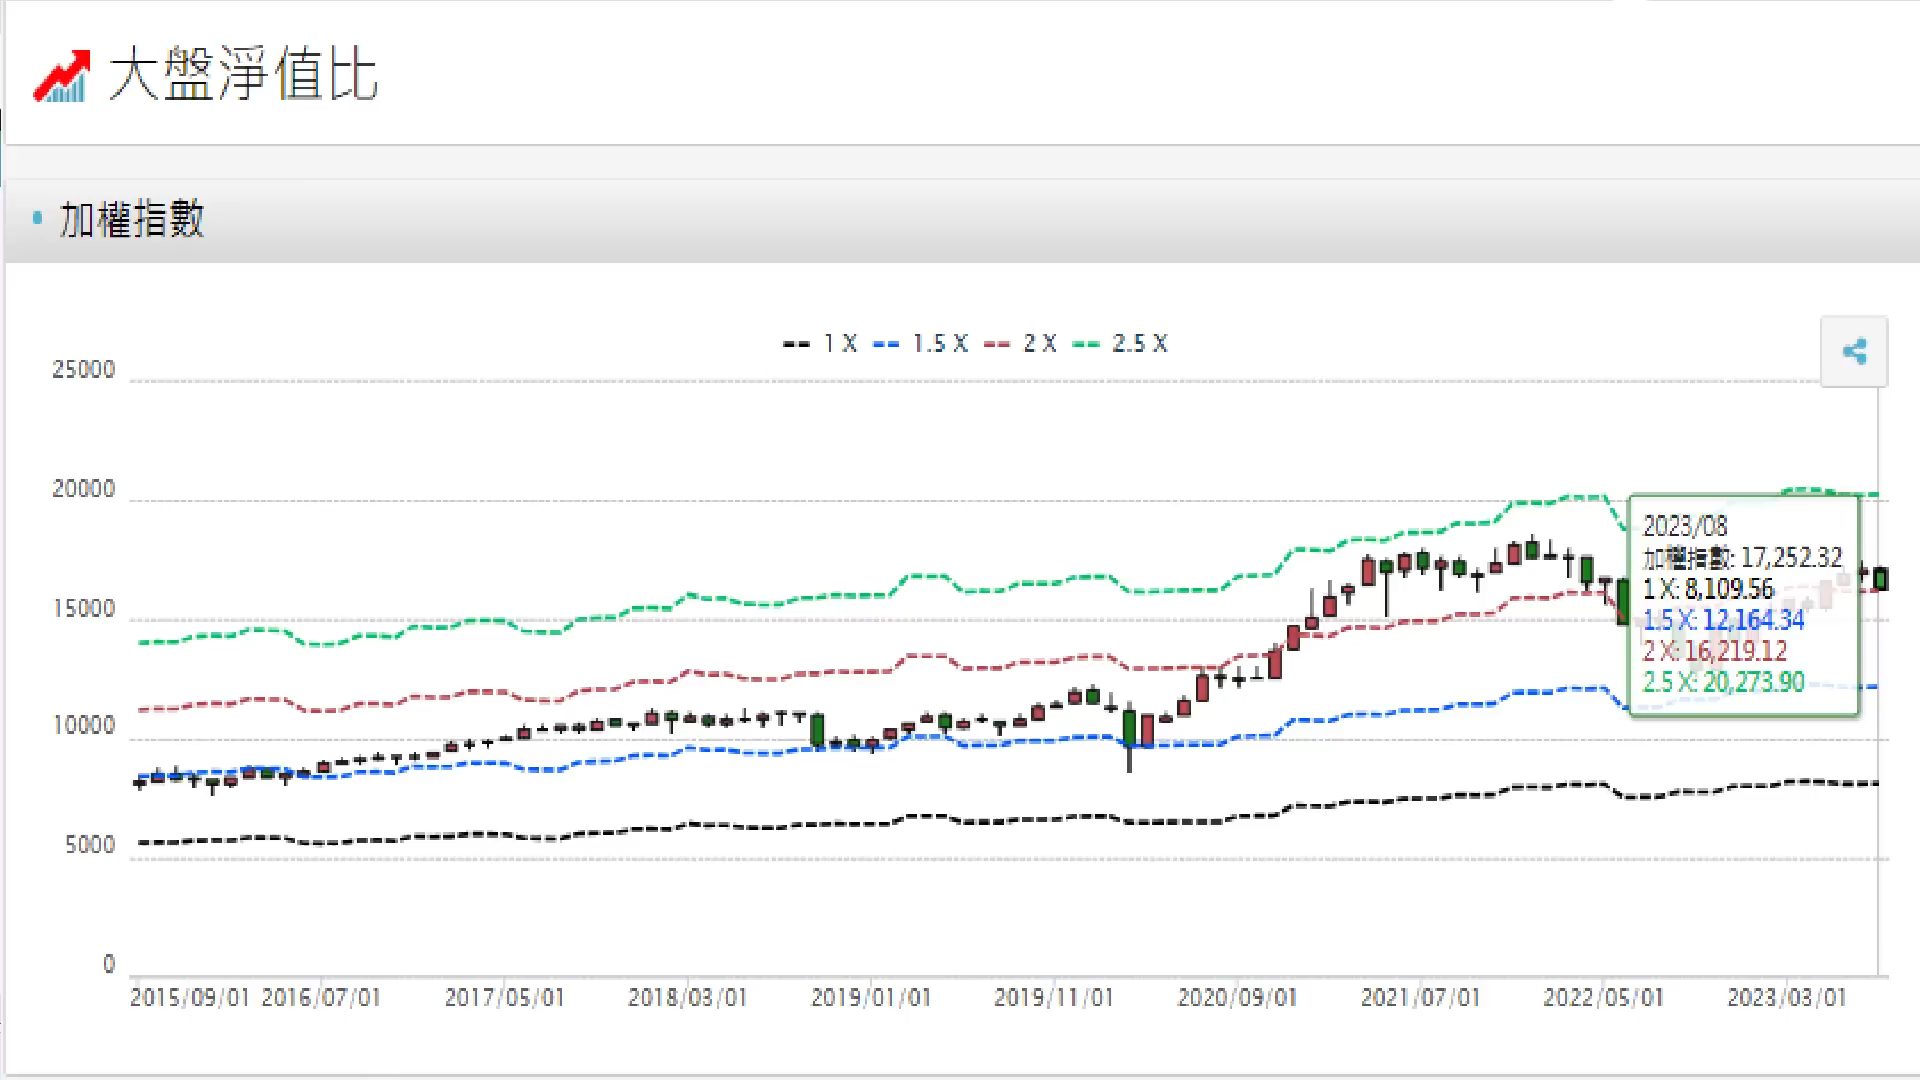 大盤淨值比
加權指數
1 X 1.5 X 2 X 2.5 X
25000
20000
15000
10000
5000
0
2023/08
加權指數: 17,252.32
1 X: 8,109.56
1.5 X: 12,164.34
2 X: 16,219.12
2.5 X: 20,273.90
2015/09/01 2016/07/01 2017/05/01 2018/03/01 2019/01/01 2019/11/01 2020/09/01 2021/07/01 2022/05/01 2023/03/01